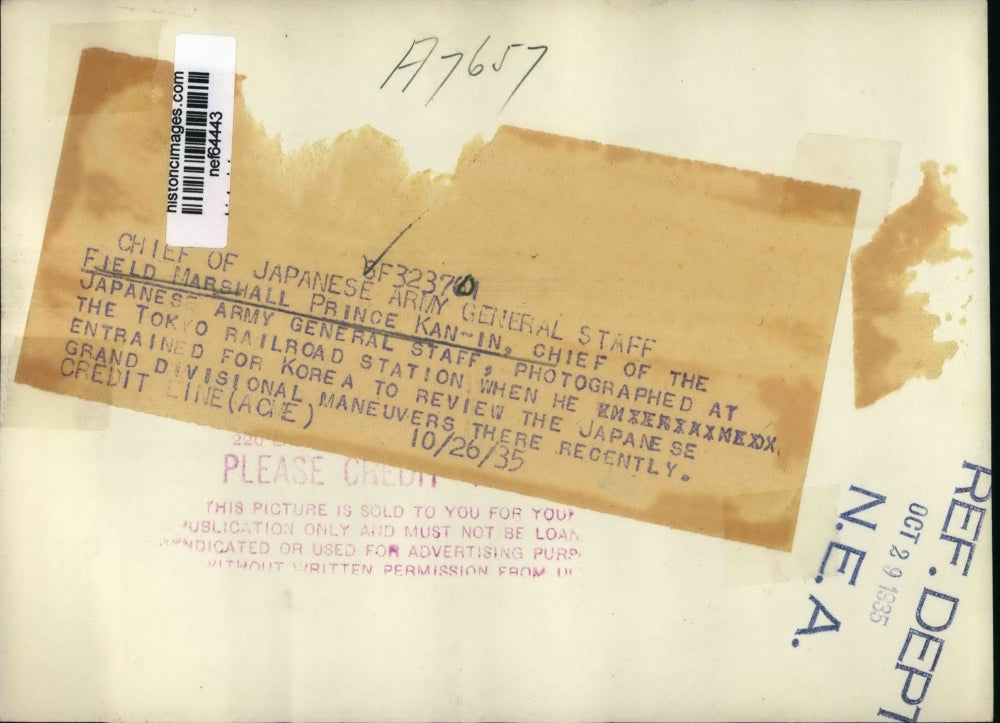 A7657
historicimages.com
nef64443
SF323701
CHIEF OF JAPANESE ARMY GENERAL STAFF
FIELD MARSHALL PRINCE KAN-IN, CHIEF OF THE
JAPANESE ARMY GENERAL STAFF, PHOTOGRAPHED AT
THE TOKYO RAILROAD STATION WHEN HE
ENTRAINED FOR KOREA TO REVIEW THE JAPANESE
GRAND DIVISIONAL MANEUVERS THERE RECENTLY.
CREDIT LINE(ACME) 10/26/35
220
PLEASE CREDIT
THIS PICTURE IS SOLD TO YOU FOR YOUR
PUBLICATION ONLY AND MUST NOT BE LOAN
SYNDICATED OR USED FOR ADVERTISING PURP
WITHOUT WRITTEN PERMISSION FROM
REF. DEPT
OCT 29 1935
N.E.A.